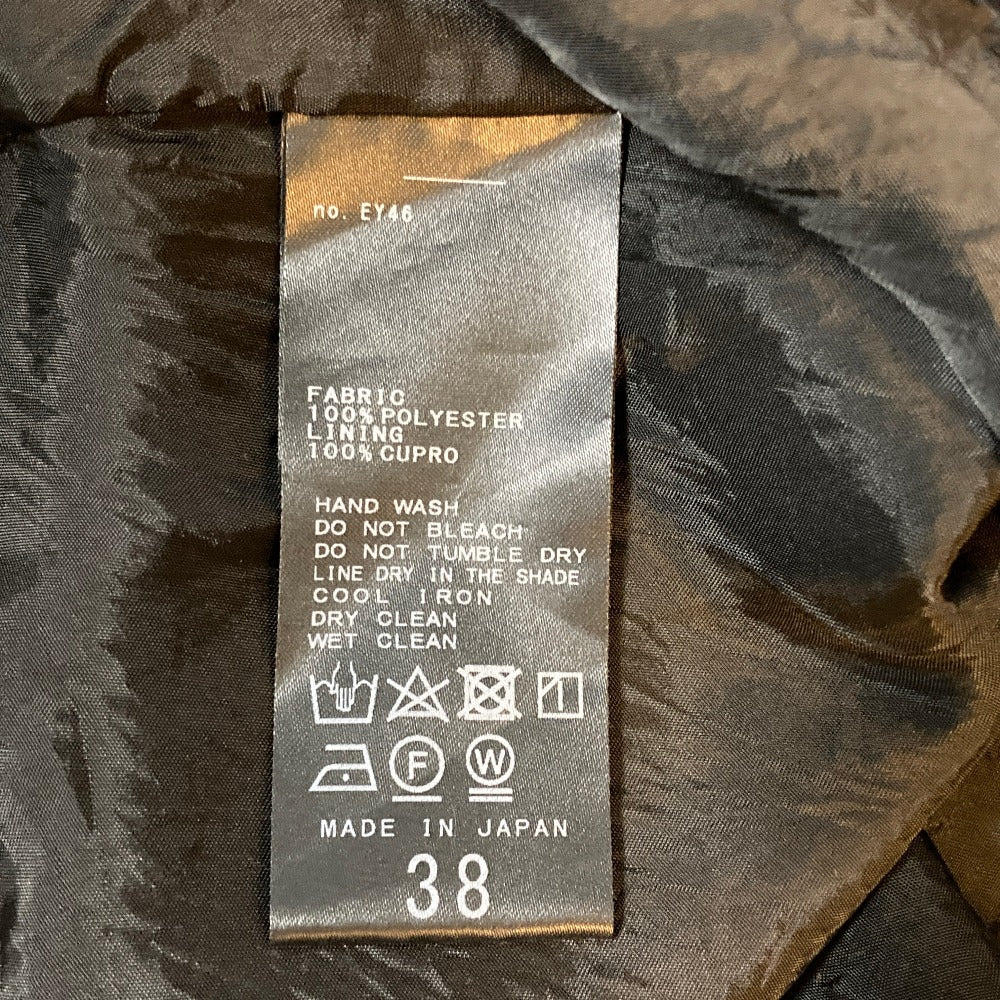 no. EY46
FABRIC
100% POLYESTER
LINING
100% CUPRO
HAND WASH
DO NOT BLEACH
DO NOT TUMBLE DRY
LINE DRY IN THE SHADE
COOL IRON
DRY CLEAN
WET CLEAN
F W
MADE IN JAPAN
38